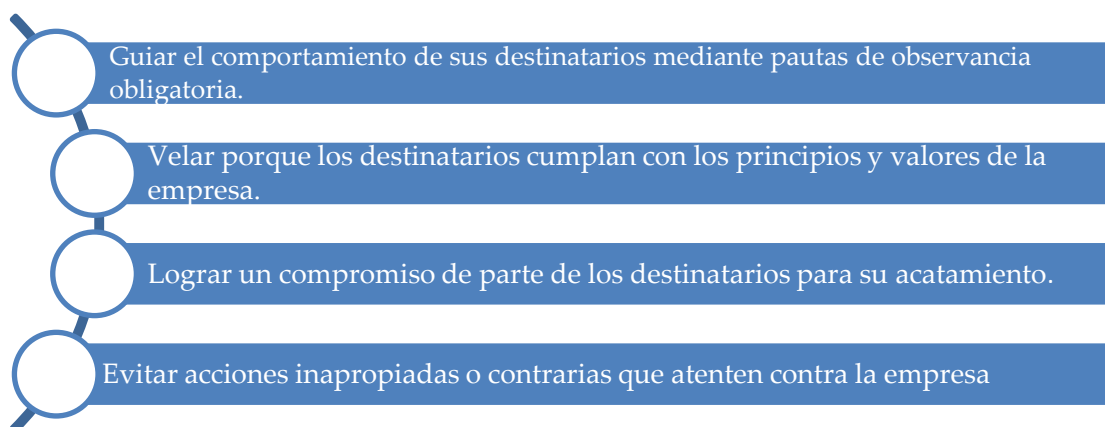 Guiar el comportamiento de sus destinatarios mediante pautas de observancia
obligatoria.
Velar porque los destinatarios cumplan con los principios y valores de la
empresa.
Lograr un compromiso de parte de los destinatarios para su acatamiento.
Evitar acciones inapropiadas o contrarias que atenten contra la empresa